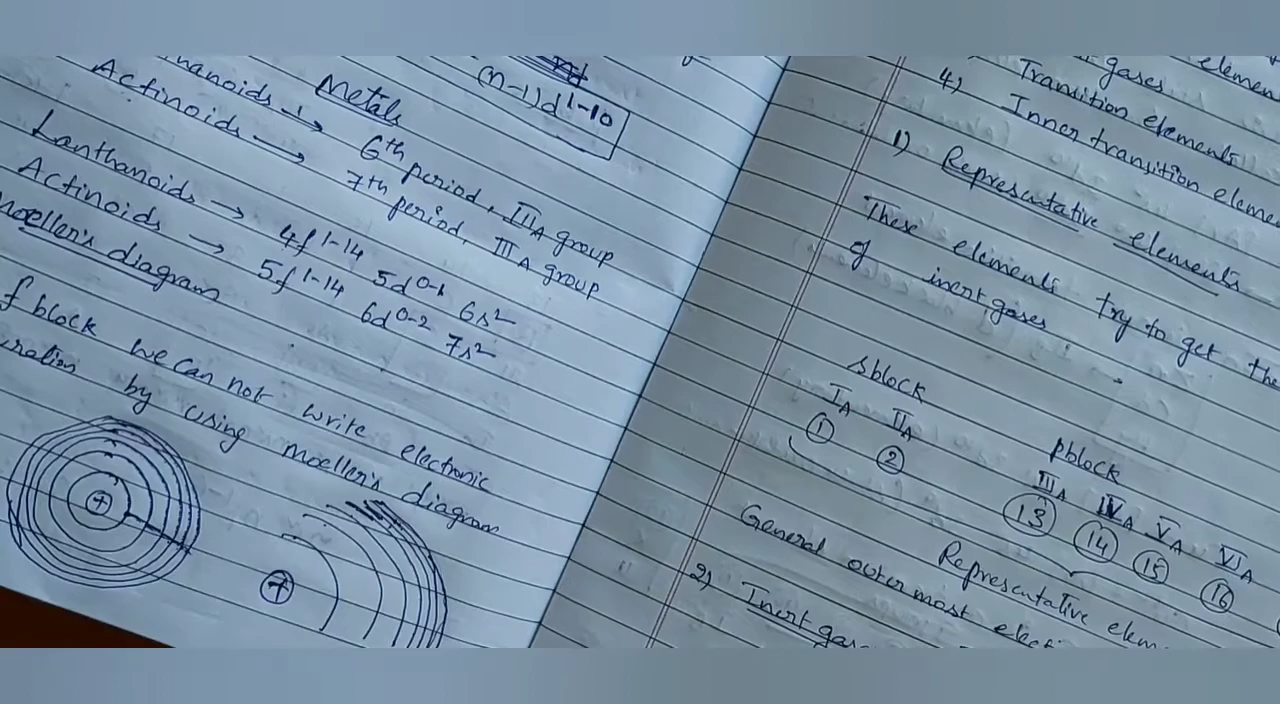 Metals
(n-1)d¹⁻¹⁰
Actinoids → 6th period, IIIA group
7th period, IIIA group
Lanthanoids → 4f¹⁻¹⁴ 5d⁰⁻¹ 6s²
Actinoids → 5f¹⁻¹⁴ 6d⁰⁻² 7s²
Moeller's diagram
f block we can not write electronic
by using moeller's diagram
+
+
gases
4) Transition elements
Inner transition eleme
1) Representative elements
These elements try to get the
of inert gases
s block
IA IIA
1 2
p block
IIIA IVA VA VIA
13 14 15 16
Representative elem
General outermost elect
2) Inert gas